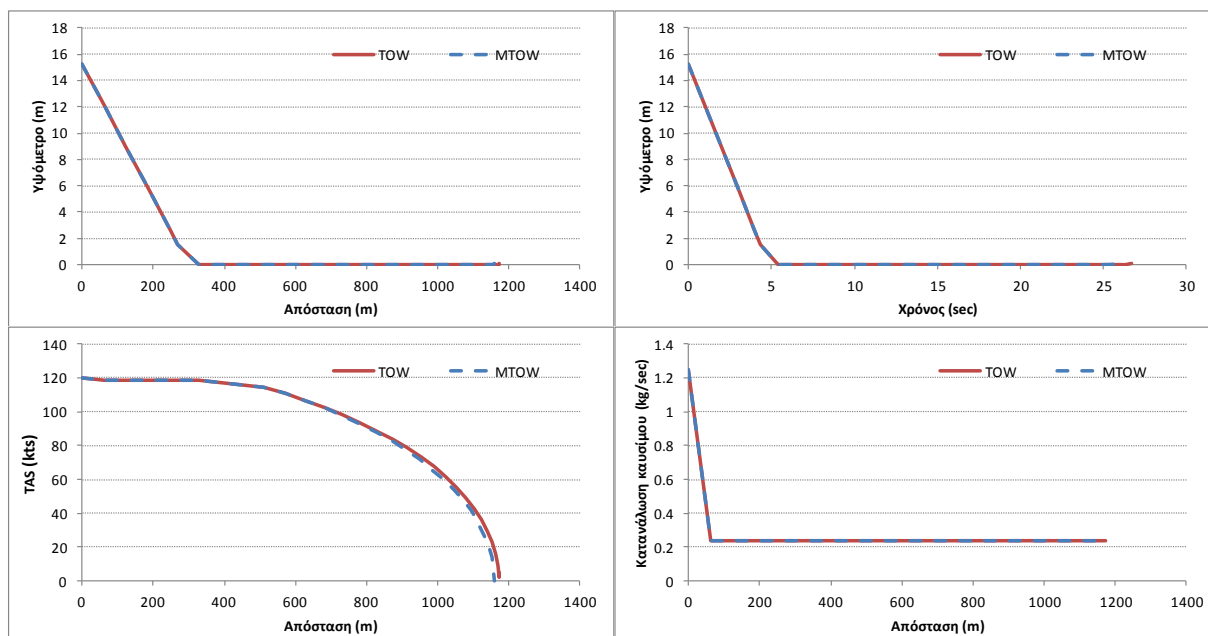 Υψόμετρο (m)
18
16
14
12
10
8
6
4
2
0
TOW
MTOW
0 200 400 600 800 1000 1200 1400
Απόσταση (m)
Υψόμετρο (m)
18
16
14
12
10
8
6
4
2
0
TOW
MTOW
0 5 10 15 20 25 30
Χρόνος (sec)
TAS (kts)
140
120
100
80
60
40
20
0
TOW
MTOW
0 200 400 600 800 1000 1200 1400
Απόσταση (m)
Κατανάλωση καυσίμου (kg/sec)
1.4
1.2
1
0.8
0.6
0.4
0.2
0
TOW
MTOW
0 200 400 600 800 1000 1200 1400
Απόσταση (m)